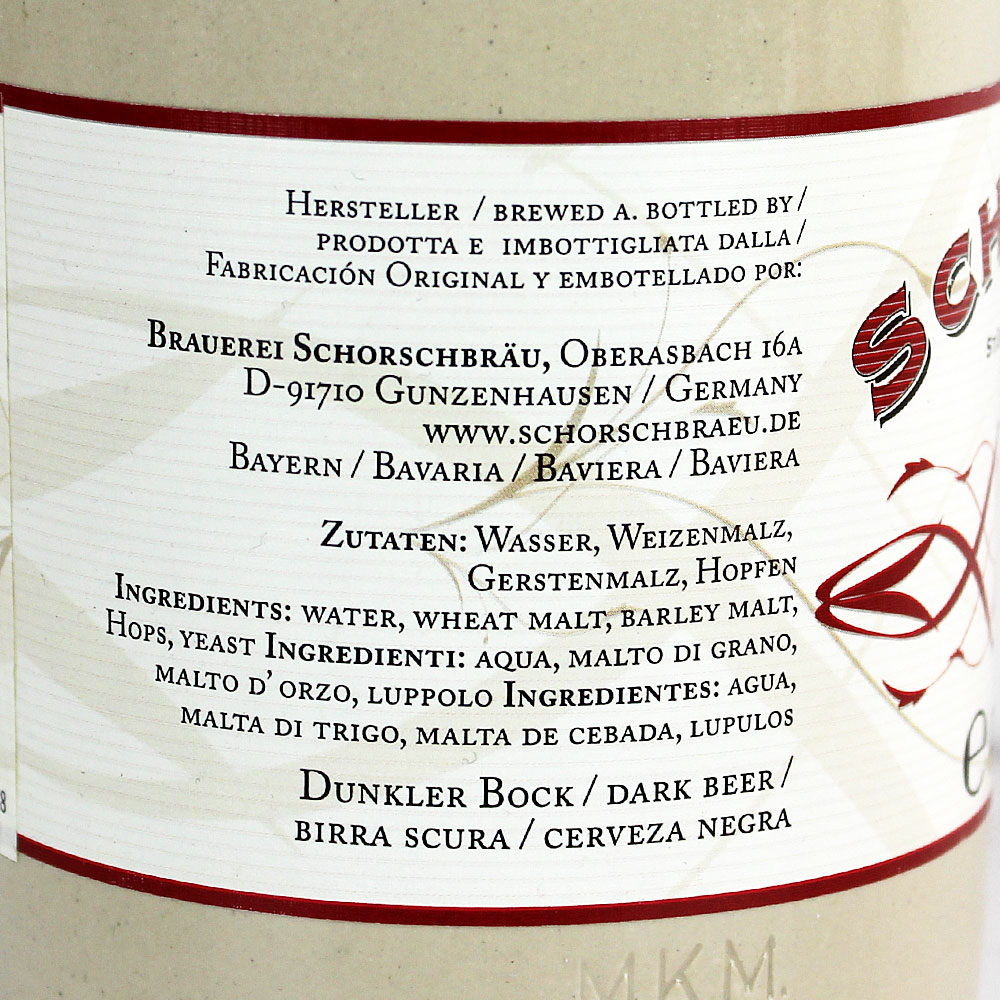 Hersteller / brewed a. bottled by /
prodotta e imbottigliata dalla /
Fabricación Original y embotellado por:
Brauerei Schorschbräu, Oberasbach 16a
D-91710 Gunzenhausen / Germany
www.schorschbraeu.de
Bayern / Bavaria / Baviera / Baviera
Zutaten: Wasser, Weizenmalz,
Gerstenmalz, Hopfen
Ingredients: water, wheat malt, barley malt,
Hops, yeast Ingredienti: aqua, malto di grano,
malto d' orzo, luppolo Ingredientes: agua,
malta di trigo, malta de cebada, lupulos
Dunkler Bock / dark beer /
birra scura / cerveza negra
Sch
e
8
M.K.M.